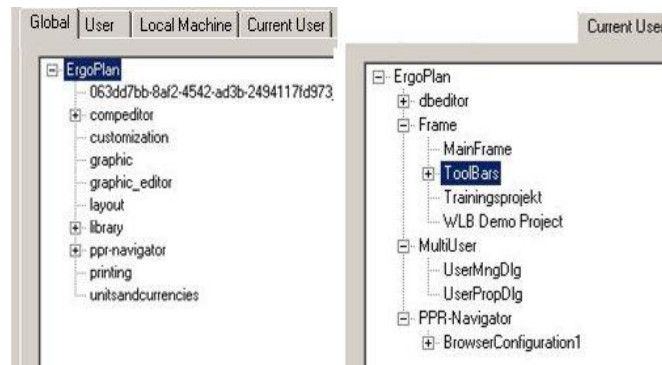 Global User Local Machine Current User
ErgoPlan
063dd7bb-8af2-4542-ad3b-2494117fd973_
compeditor
customization
graphic
graphic_editor
layout
library
ppr-navigator
printing
unitsandcurrencies
Current User
ErgoPlan
dbeditor
Frame
MainFrame
ToolBars
Trainingsprojekt
WLB Demo Project
MultiUser
UserMngDlg
UserPropDlg
PPR-Navigator
BrowserConfiguration1